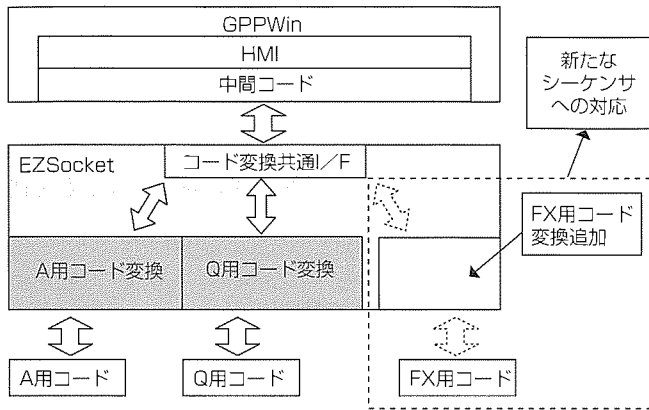 GPPWin
HMI
中間コード
新たな
シーケンサ
への対応
EZSocket
コード変換共通I/F
FX用コード
変換追加
A用コード変換
Q用コード変換
A用コード
Q用コード
FX用コード